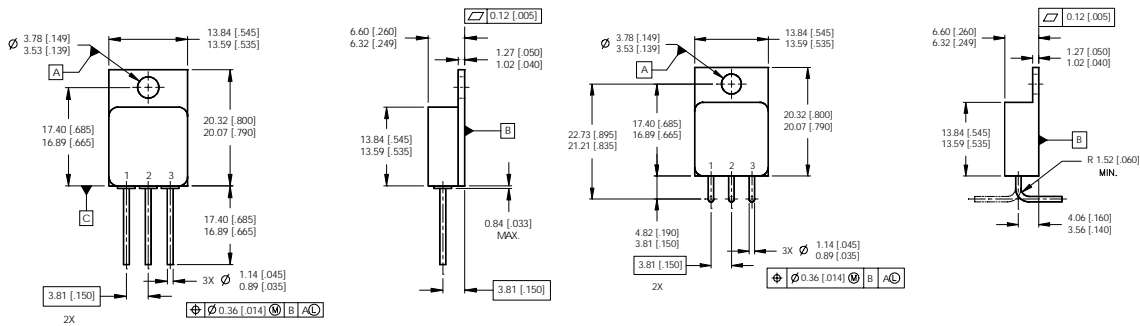 Ø 3.78 [.149]
3.53 [.139]
A
13.84 [.545]
13.59 [.535]
17.40 [.685]
16.89 [.665]
20.32 [.800]
20.07 [.790]
1 2 3
C
17.40 [.685]
16.89 [.665]
3X Ø 1.14 [.045]
0.89 [.035]
3.81 [.150]
2X
⌖ Ø 0.36 [.014] Ⓜ B AⓁ
▱ 0.12 [.005]
6.60 [.260]
6.32 [.249]
1.27 [.050]
1.02 [.040]
13.84 [.545]
13.59 [.535]
B
0.84 [.033]
MAX.
3.81 [.150]
Ø 3.78 [.149]
3.53 [.139]
A
13.84 [.545]
13.59 [.535]
22.73 [.895]
21.21 [.835]
17.40 [.685]
16.89 [.665]
20.32 [.800]
20.07 [.790]
1 2 3
4.82 [.190]
3.81 [.150]
3X Ø 1.14 [.045]
0.89 [.035]
3.81 [.150]
2X
⌖ Ø 0.36 [.014] Ⓜ B AⓁ
▱ 0.12 [.005]
6.60 [.260]
6.32 [.249]
1.27 [.050]
1.02 [.040]
13.84 [.545]
13.59 [.535]
B
R 1.52 [.060]
MIN.
4.06 [.160]
3.56 [.140]